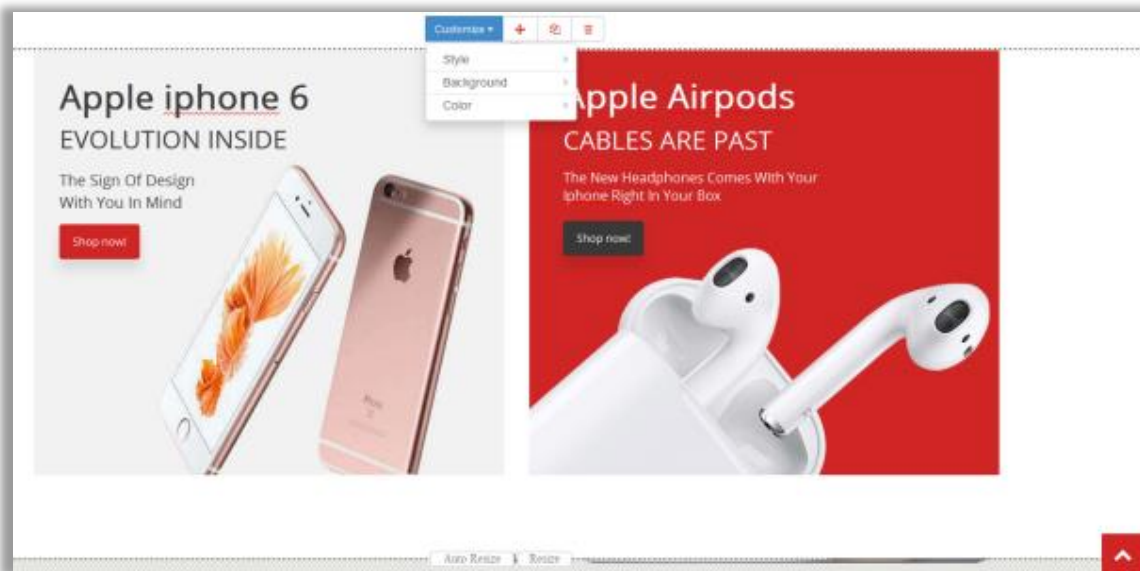 Customize
Style
Background
Color
Apple iphone 6
EVOLUTION INSIDE
The Sign Of Design
With You In Mind
Shop now!
Apple Airpods
CABLES ARE PAST
The New Headphones Comes With Your
Iphone Right In Your Box
Shop now!
Auto Resize
Resize